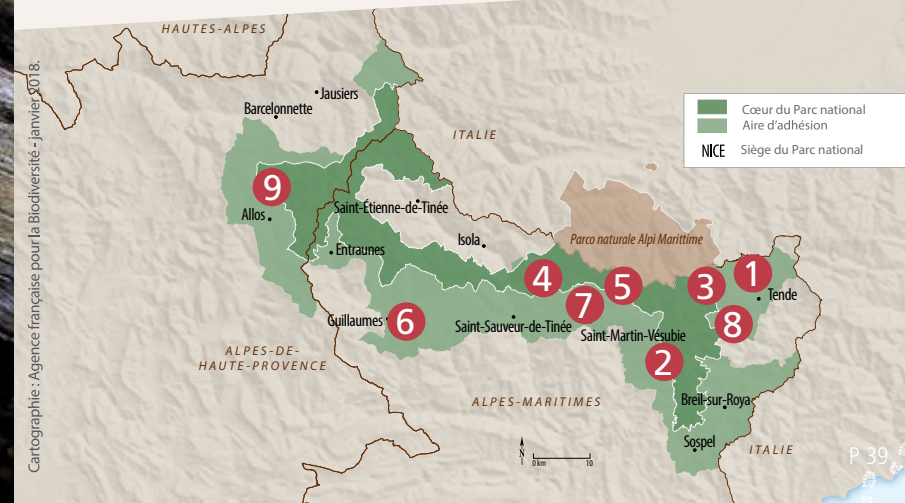 HAUTES-ALPES
Jausiers
Barcelonnette
ITALIE
Cœur du Parc national
Aire d'adhésion
NICE Siège du Parc national
9
Allos
Saint-Étienne-de-Tinée
Isola
Entraunes
Parco naturale Alpi Marittime
4
5
3
1
Tende
7
6
Guillaumes
Saint-Sauveur-de-Tinée
8
Saint-Martin-Vésubie
2
ALPES-DE-
HAUTE-PROVENCE
ALPES-MARITIMES
Breil-sur-Roya
Sospel
ITALIE
N
0 km 10
P 39
Cartographie : Agence française pour la Biodiversité - janvier 2018.